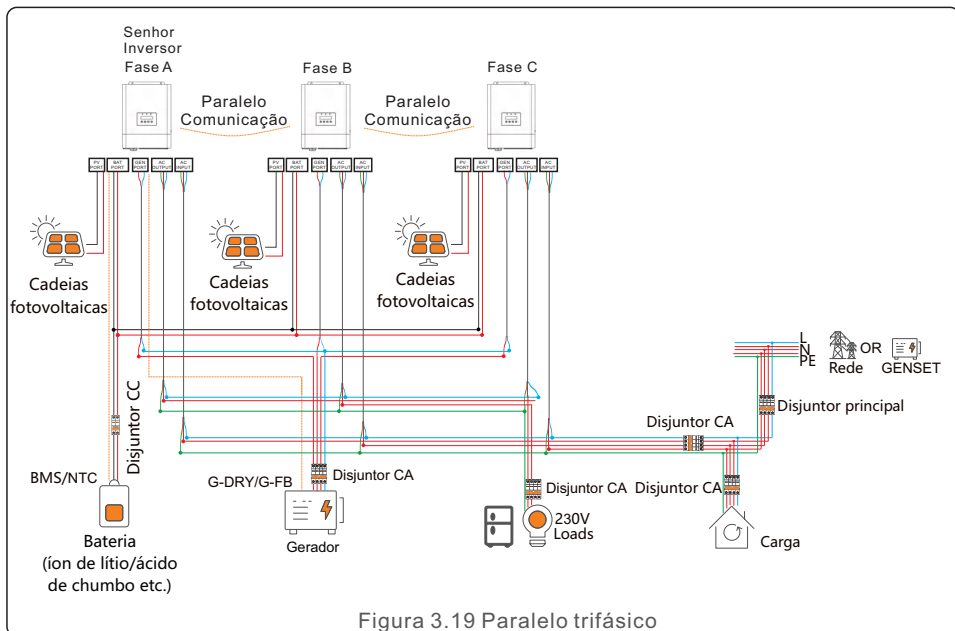 Senhor
Inversor
Fase A
Fase B
Fase C
Paralelo
Comunicação
Paralelo
Comunicação
PV
PORT
BAT
PORT
GEN
PORT
AC
OUTPUT
AC
INPUT
PV
PORT
BAT
PORT
GEN
PORT
AC
OUTPUT
AC
INPUT
PV
PORT
BAT
PORT
GEN
PORT
AC
OUTPUT
AC
INPUT
Cadeias
fotovoltaicas
Cadeias
fotovoltaicas
Cadeias
fotovoltaicas
L
N
PE
Rede
OR
GENSET
Disjuntor principal
Disjuntor CA
Disjuntor CC
BMS/NTC
G-DRY/G-FB
Disjuntor CA
Disjuntor CA
Disjuntor CA
Bateria
(íon de lítio/ácido
de chumbo etc.)
Gerador
230V
Loads
Carga
Figura 3.19 Paralelo trifásico